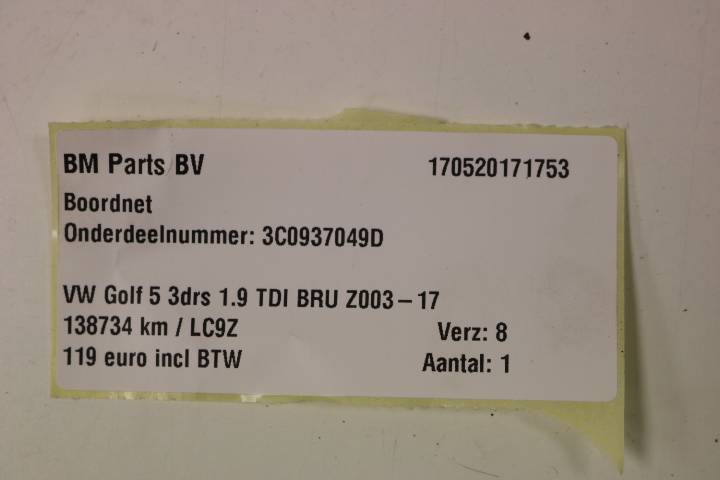 BM Parts BV 170520171753
Boordnet
Onderdeelnummer: 3C0937049D
VW Golf 5 3drs 1.9 TDI BRU Z003-17
138734 km / LC9Z Verz: 8
119 euro incl BTW Aantal: 1